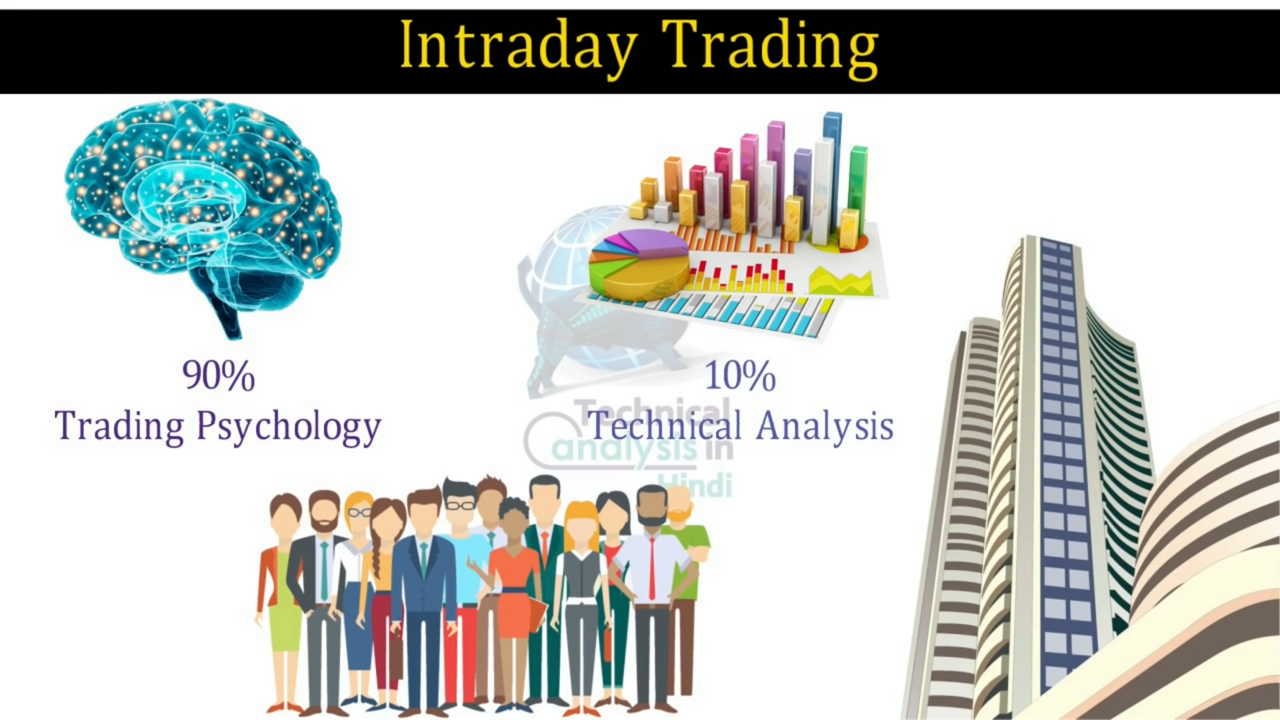 Intraday Trading
90%
Trading Psychology
10%
Technical Analysis
Technical
analysis in
Hindi